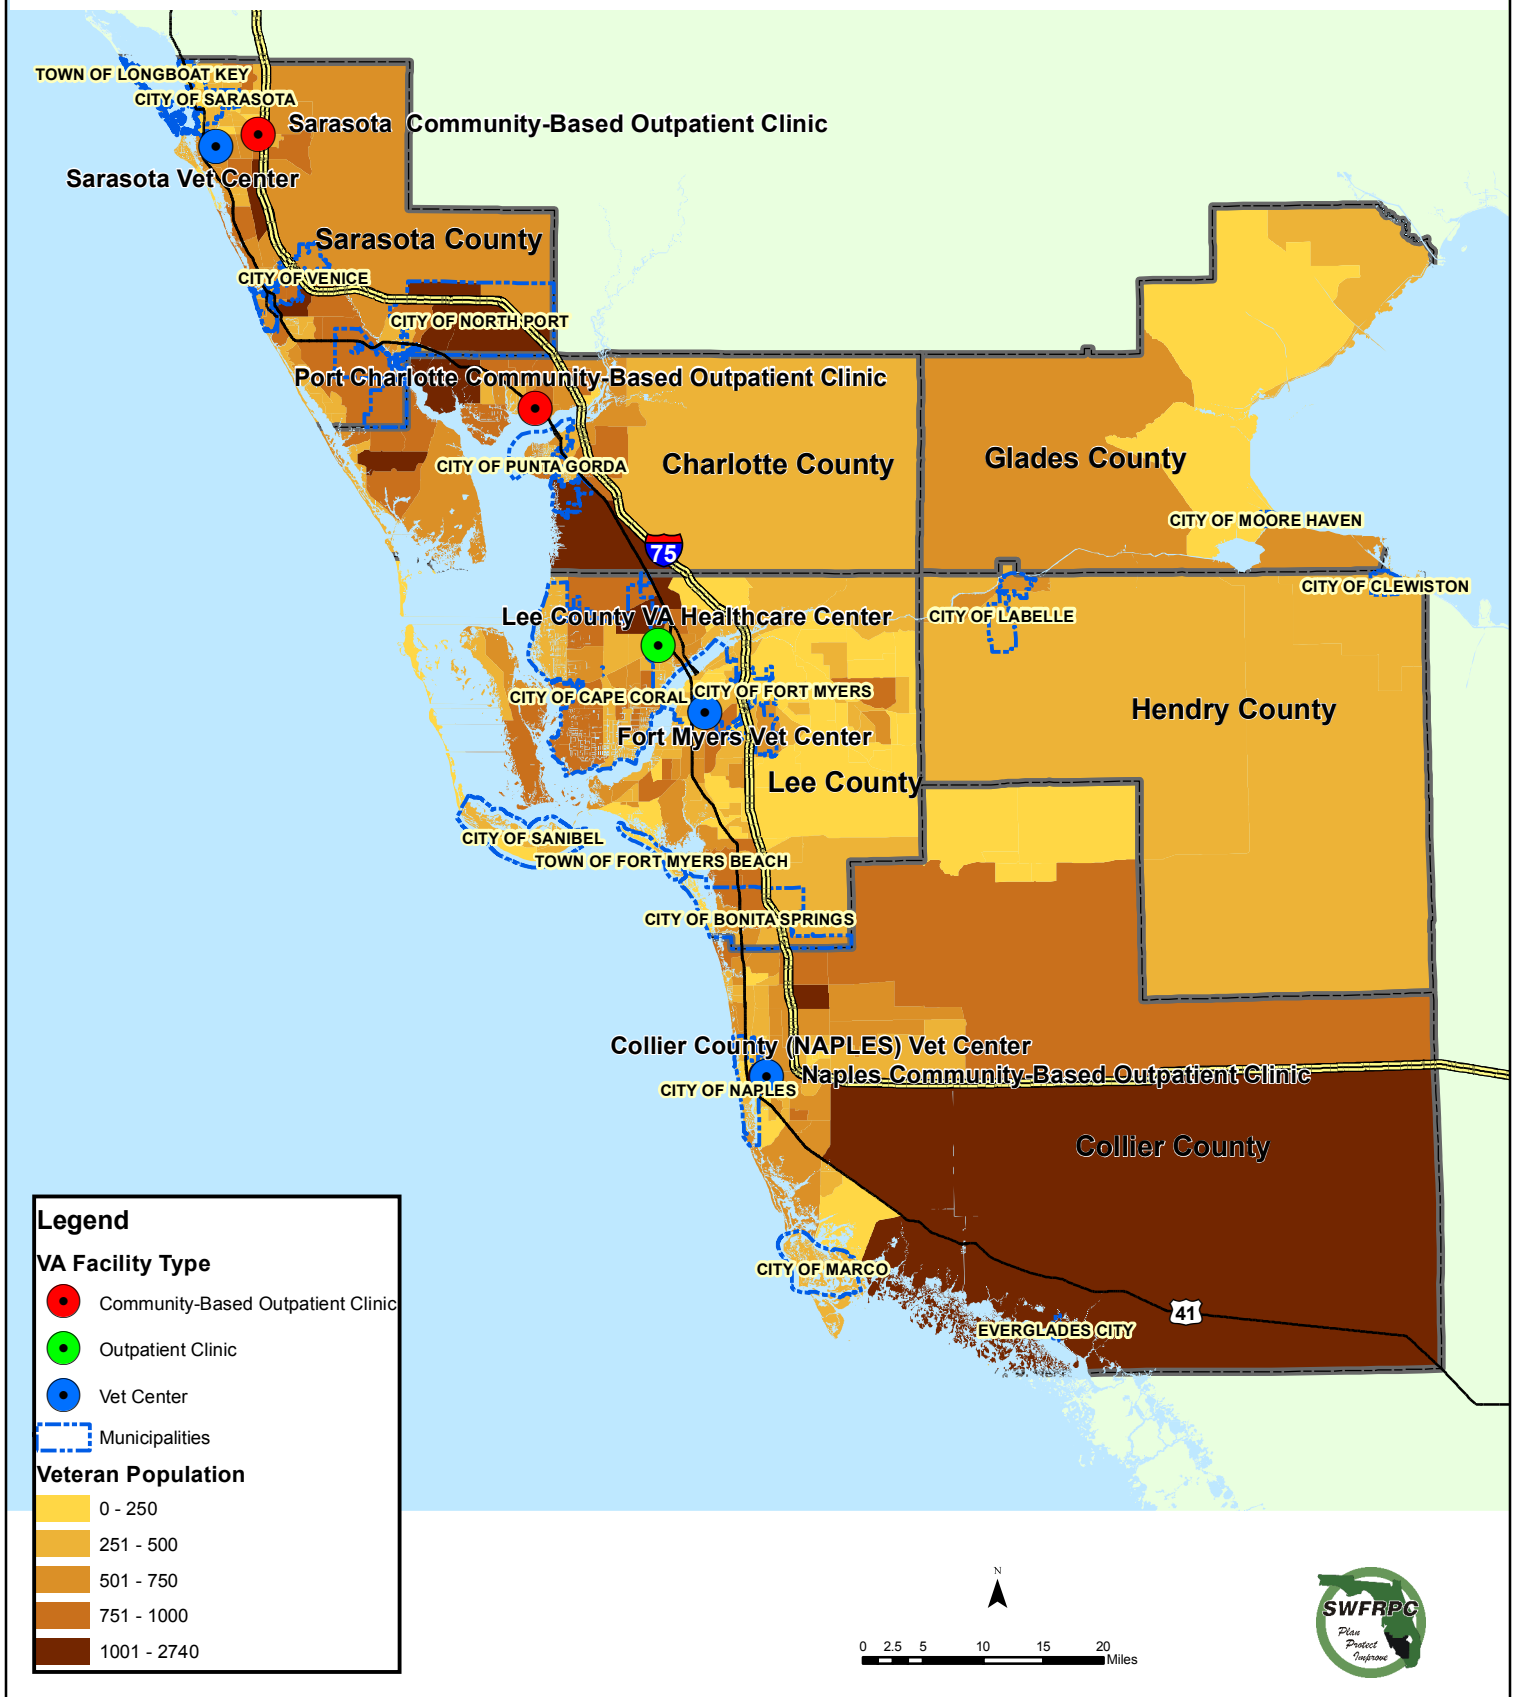 TOWN OF LONGBOAT KEY
CITY OF SARASOTA
Sarasota Community-Based Outpatient Clinic
Sarasota Vet Center
Sarasota County
CITY OF VENICE
CITY OF NORTH PORT
Port Charlotte Community-Based Outpatient Clinic
CITY OF PUNTA GORDA
Charlotte County
Glades County
CITY OF MOORE HAVEN
75
CITY OF CLEWISTON
Lee County VA Healthcare Center
CITY OF LABELLE
CITY OF CAPE CORAL
CITY OF FORT MYERS
Hendry County
Fort Myers Vet Center
Lee County
CITY OF SANIBEL
TOWN OF FORT MYERS BEACH
CITY OF BONITA SPRINGS
Collier County (NAPLES) Vet Center
Naples Community-Based Outpatient Clinic
CITY OF NAPLES
Collier County
CITY OF MARCO
41
EVERGLADES CITY
Legend
VA Facility Type
Community-Based Outpatient Clinic
Outpatient Clinic
Vet Center
Municipalities
Veteran Population
0 - 250
251 - 500
501 - 750
751 - 1000
1001 - 2740
N
0 2.5 5 10 15 20
Miles
SWFRPC
Plan
Protect
Improve